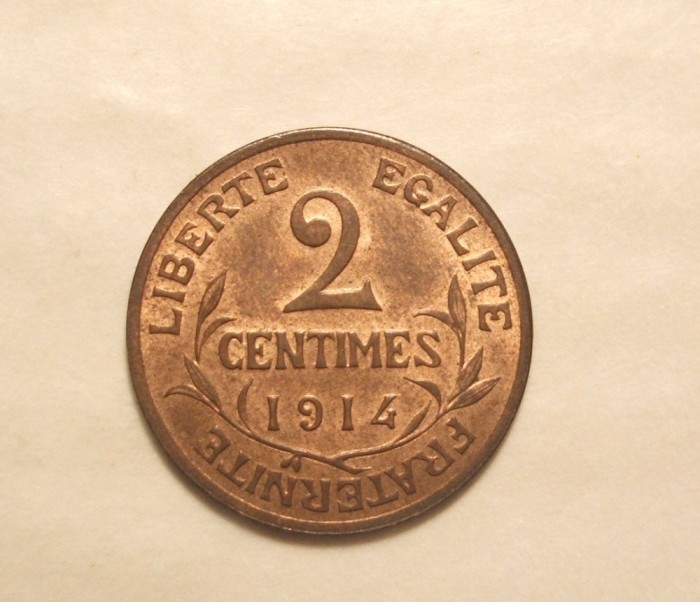 LIBERTE EGALITE FRATERNITE
2
CENTIMES
1914